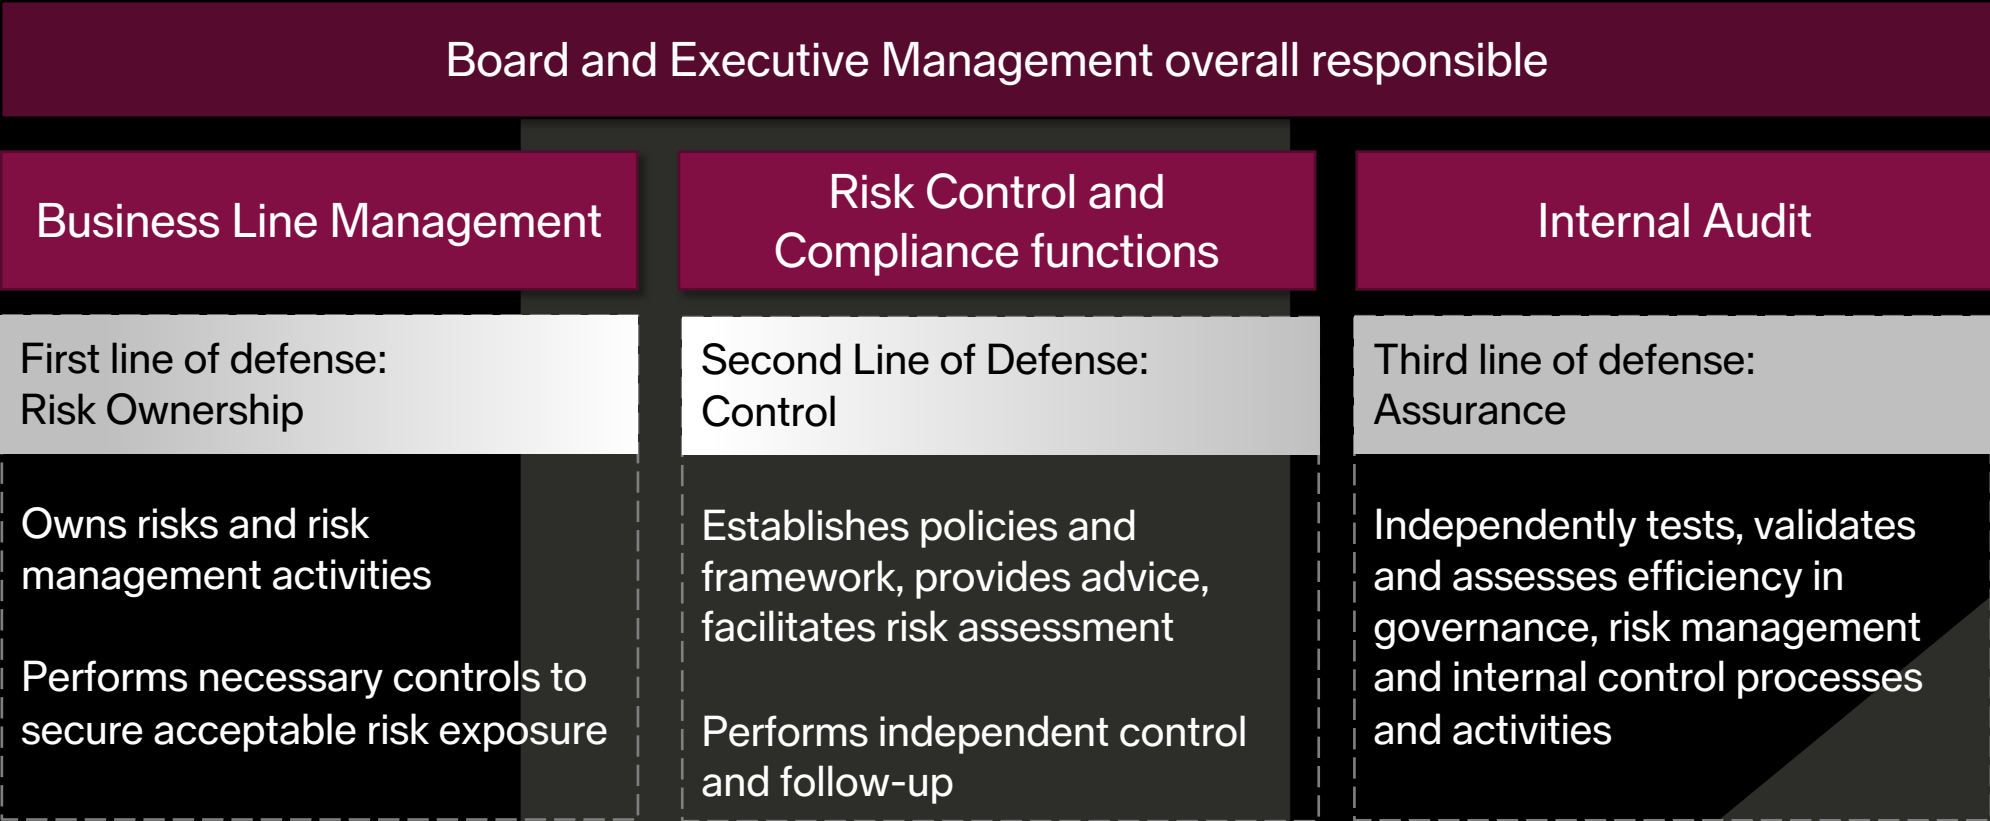 Board and Executive Management overall responsible
Business Line Management
Risk Control and
Compliance functions
Internal Audit
First line of defense:
Risk Ownership
Owns risks and risk
management activities
Performs necessary controls to
secure acceptable risk exposure
Second Line of Defense:
Control
Establishes policies and
framework, provides advice,
facilitates risk assessment
Performs independent control
and follow-up
Third line of defense:
Assurance
Independently tests, validates
and assesses efficiency in
governance, risk management
and internal control processes
and activities